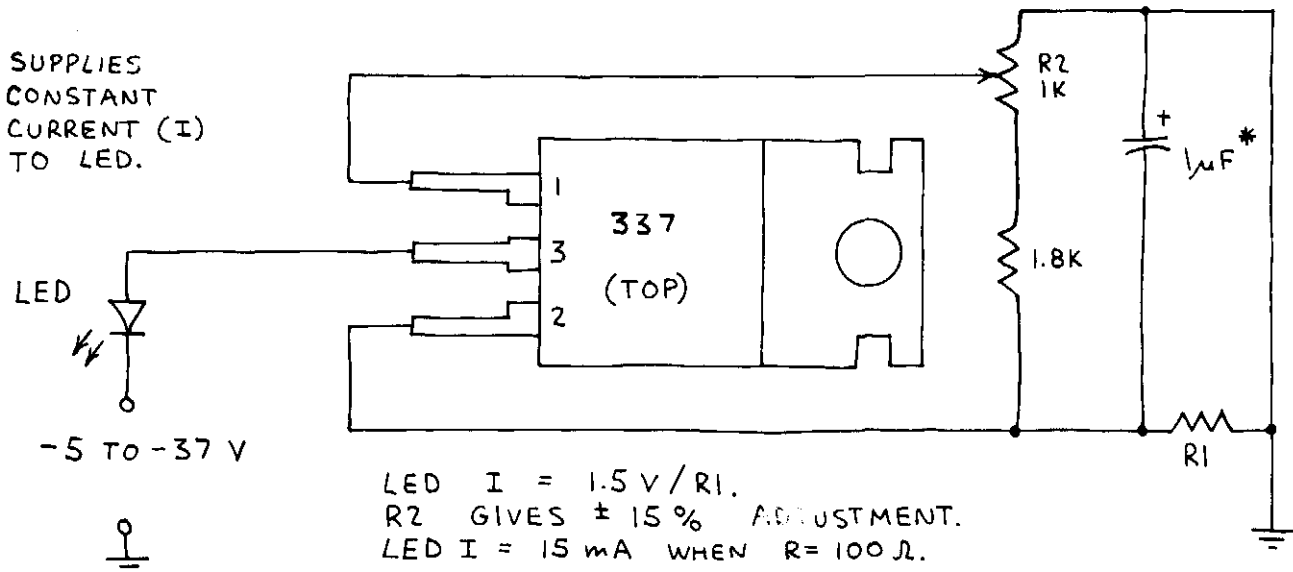 SUPPLIES
CONSTANT
CURRENT (I)
TO LED.
R2
1K
+
1µF*
1
337
3
(TOP)
2
1.8K
LED
-5 TO -37 V
R1
LED I = 1.5 V/R1.
R2 GIVES ± 15% ADJUSTMENT.
LED I = 15 mA WHEN R= 100 Ω.